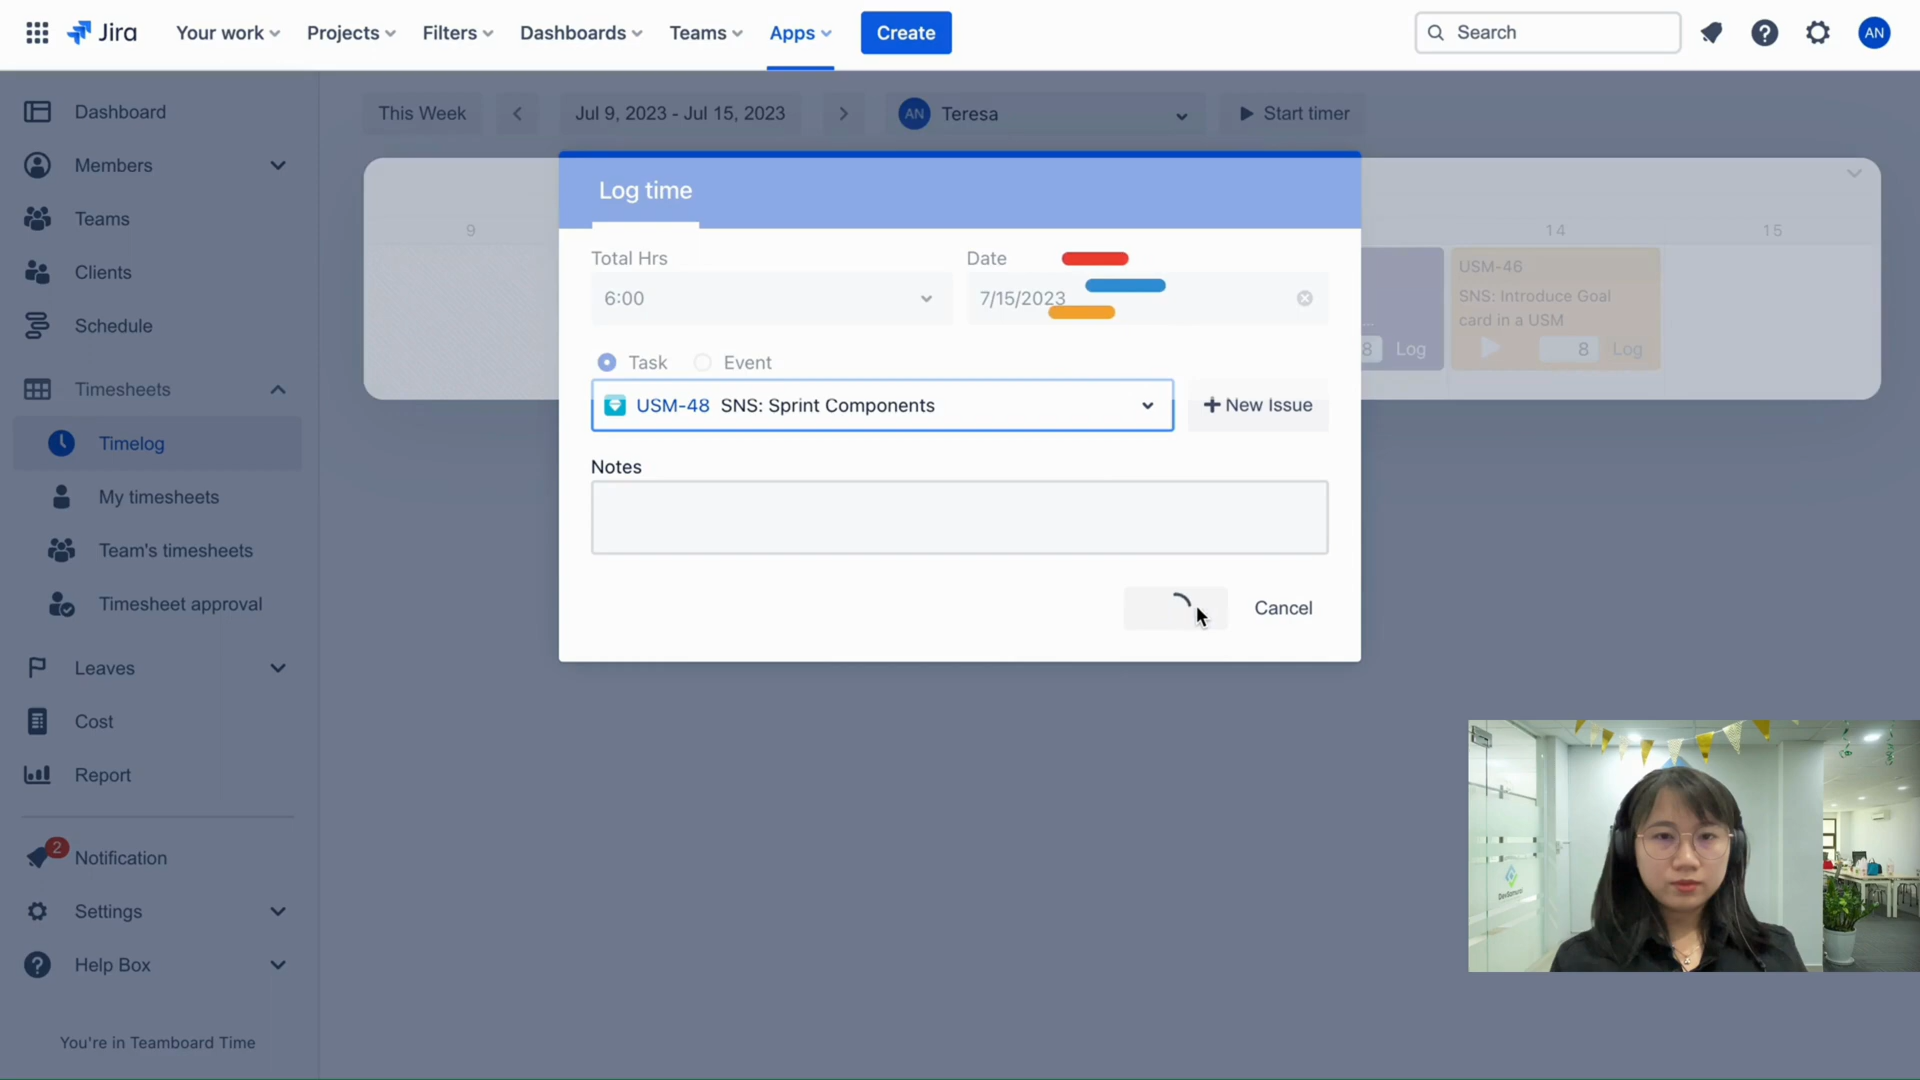 Jira
Your work
Projects
Filters
Dashboards
Teams
Apps
Create
Search
AN
Dashboard
Members
Teams
Clients
Schedule
Timesheets
Timelog
My timesheets
Team's timesheets
Timesheet approval
Leaves
Cost
Report
2
Notification
Settings
Help Box
You're in Teamboard Time
This Week
Jul 9, 2023 - Jul 15, 2023
AN
Teresa
Start timer
9
14
15
Log time
Total Hrs
Date
6:00
7/15/2023
Task
Event
USM-48 SNS: Sprint Components
+ New Issue
Notes
Cancel
8
Log
USM-46
SNS: Introduce Goal
card in a USM
8
Log
DevSamurai